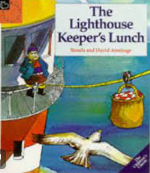 The
Lighthouse
Keeper's Lunch
Ronda and David Armitage